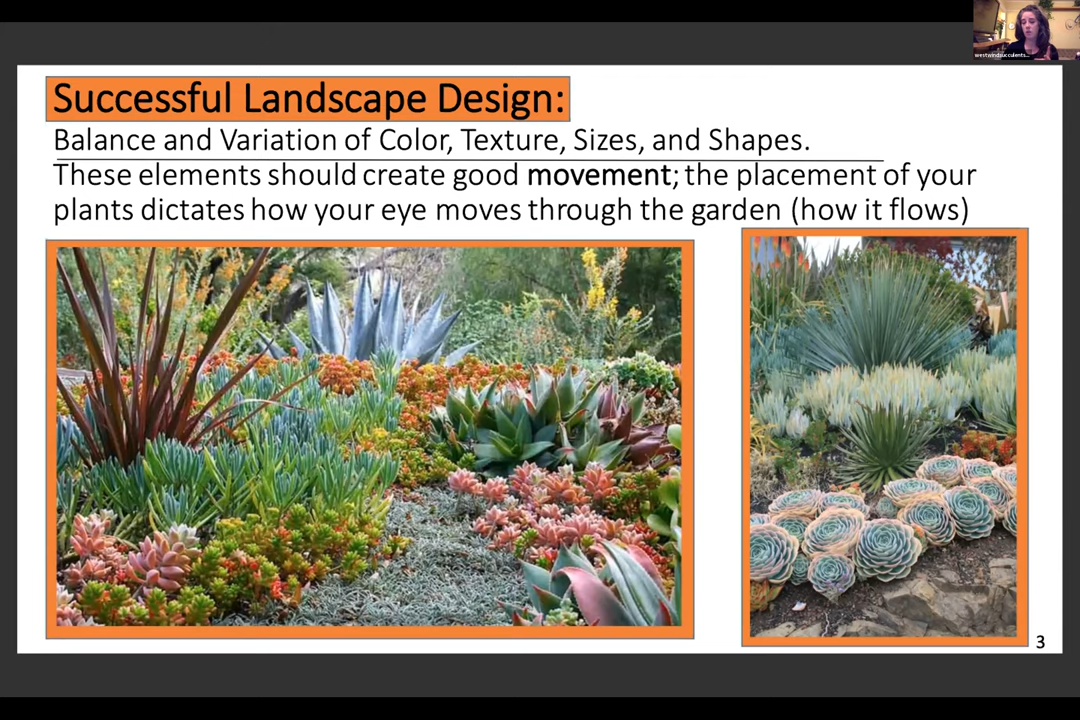 westwindsucculents...
Successful Landscape Design:
Balance and Variation of Color, Texture, Sizes, and Shapes.
These elements should create good movement; the placement of your
plants dictates how your eye moves through the garden (how it flows)
3